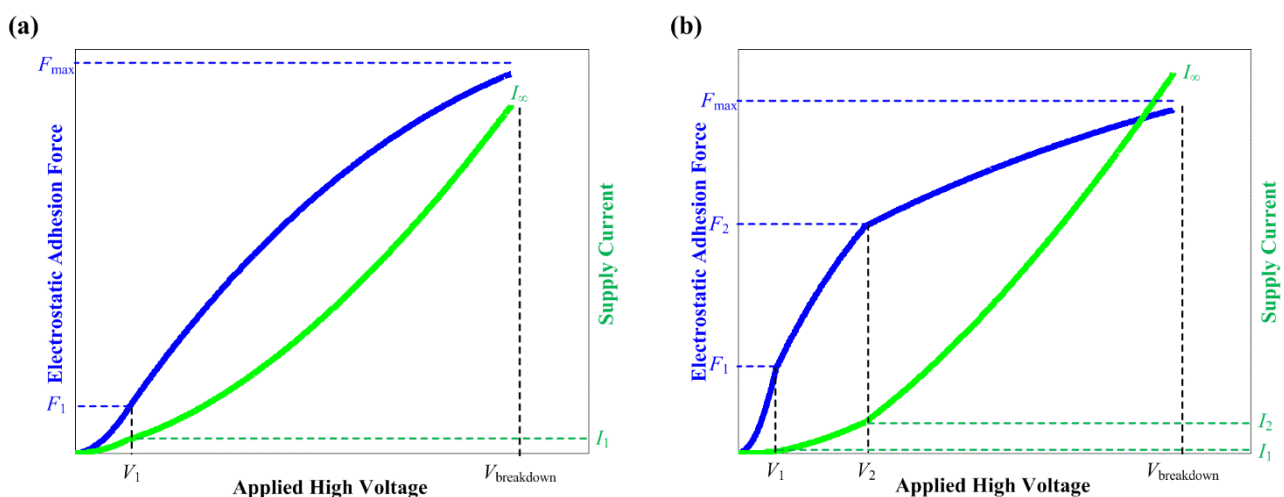 (a)
F_max
Electrostatic Adhesion Force
F_1
I_∞
Supply Current
I_1
V_1
V_breakdown
Applied High Voltage
(b)
F_max
Electrostatic Adhesion Force
F_2
F_1
I_∞
Supply Current
I_2
I_1
V_1
V_2
V_breakdown
Applied High Voltage